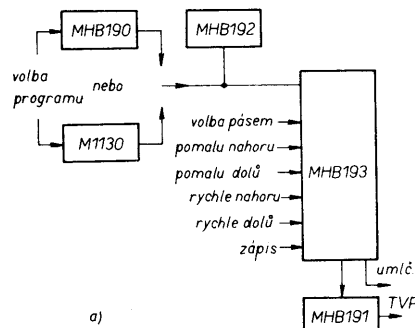 MHB190
MHB192
volba
programu
nebo
M1130
volba pásem
pomalu nahoru
pomalu dolů
rychle nahoru
rychle dolů
zápis
MHB193
umlč.
MHB191
TVP
a)